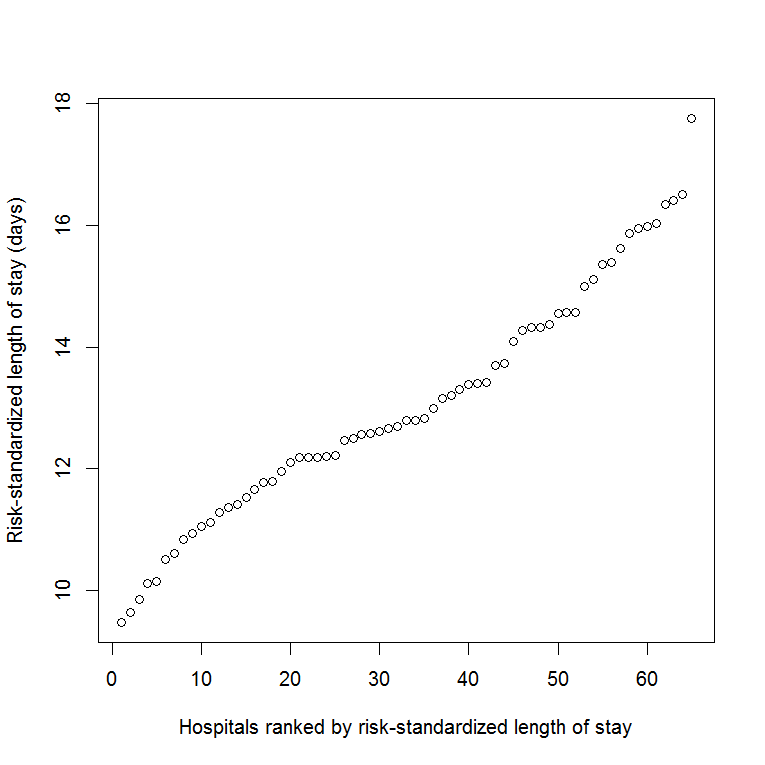 Risk-standardized length of stay (days)
18
16
14
12
10
0 10 20 30 40 50 60
Hospitals ranked by risk-standardized length of stay